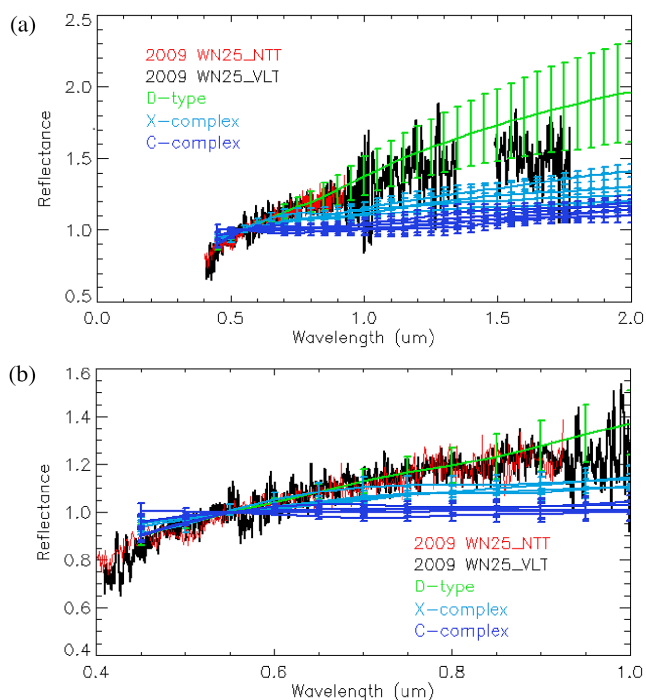 (a)
2.5
2.0
1.5
1.0
0.5
Reflectance
2009 WN25_NTT
2009 WN25_VLT
D-type
X-complex
C-complex
0.0 0.5 1.0 1.5 2.0
Wavelength (um)
(b)
1.6
1.4
1.2
1.0
0.8
0.6
0.4
Reflectance
2009 WN25_NTT
2009 WN25_VLT
D-type
X-complex
C-complex
0.4 0.6 0.8 1.0
Wavelength (um)